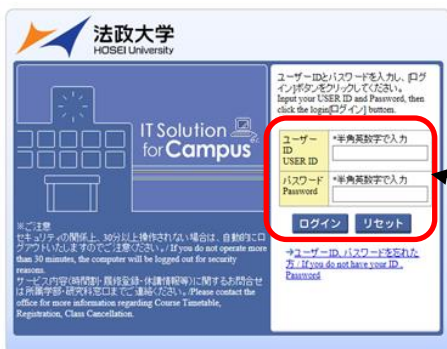 法政大学
HOSEI University
IT Solution
for Campus
ec
※ご注意
セキュリティの関係上、30分以上操作されない場合は、自動的にロ
グアウトいたしますのでご注意ください。/If you do not operate more
than 30 minutes, the computer will be logged out for security
reasons.
サービス内容(時間割・履修登録・休講情報等)に関するお問合せ
は所属学部・研究科窓口までご連絡ください。/Please contact the
office for more information regarding Course Timetable,
Registration, Class Cancellation.
ユーザーIDとパスワードを入力し、[ログ
イン]ボタンをクリックしてください。
Input your USER ID and Password, then
click the login[ログイン] button.
ユーザー
ID
USER ID
*半角英数字で入力
パスワード
Password
*半角英数字で入力
ログイン リセット
→ユーザーID、パスワードを忘れた
方 / If you do not have your ID ,
Password